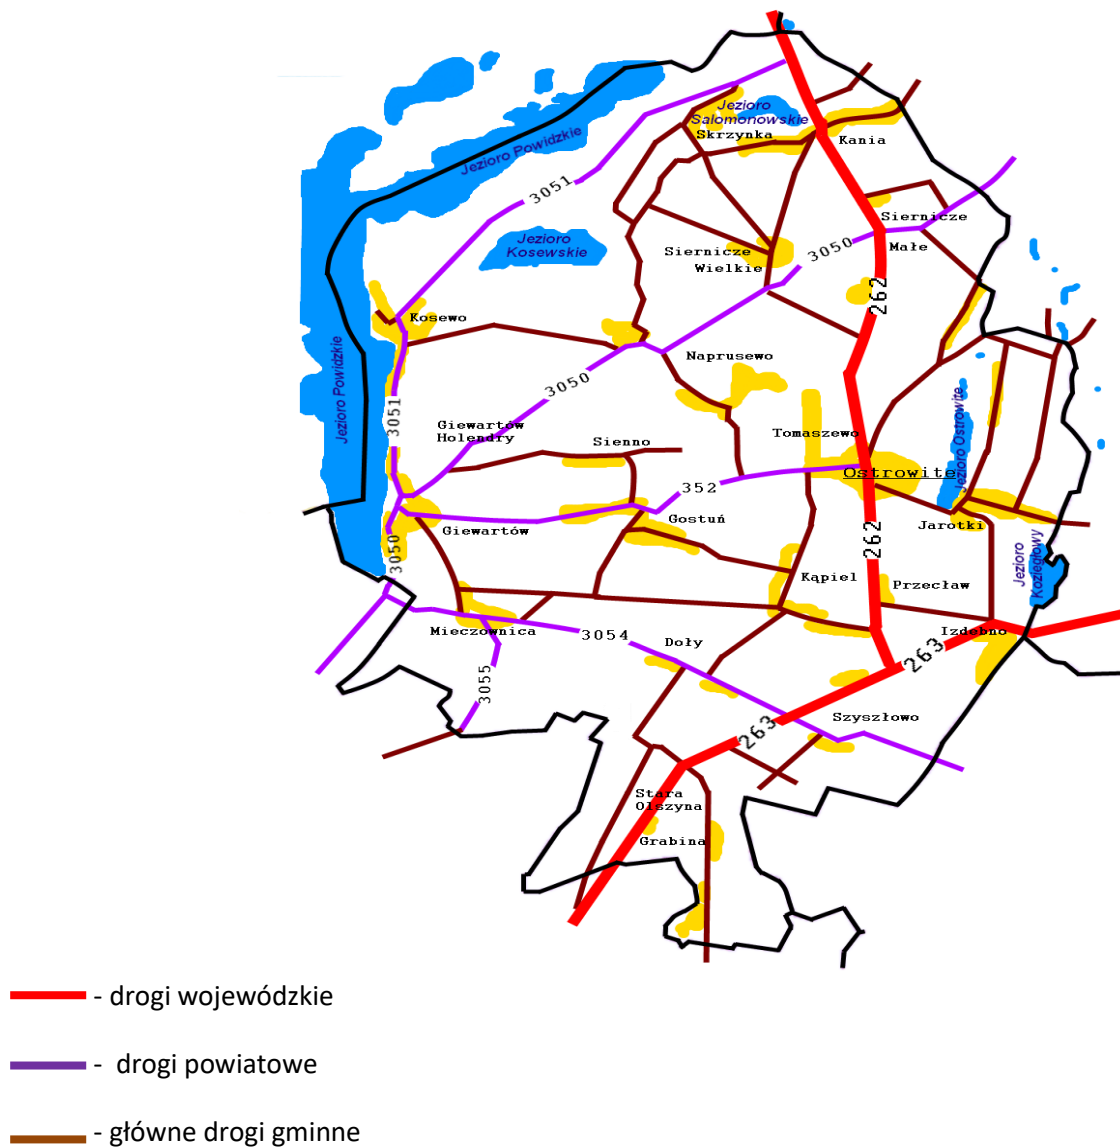 Jezioro
Salomonowskie
Skrzynka
Kania
Jezioro Powidzkie
3051
Siernicze
Małe
Jezioro
Kosewskie
Siernicze
Wielkie
3050
262
Kosewo
Naprusewo
Jezioro Powidzkie
3050
3051
Giewartów
Holendry
Sienno
Tomaszewo
Jezioro Ostrowite
Ostrowite
352
Gostuń
Giewartów
Jarotki
262
3050
Jezioro
Koziegłowy
Kąpiel
Przecław
Mieczownica
3054
Doły
Izdebno
263
3055
Szyszłowo
263
Stara
Olszyna
Grabina
- drogi wojewódzkie
- drogi powiatowe
- główne drogi gminne